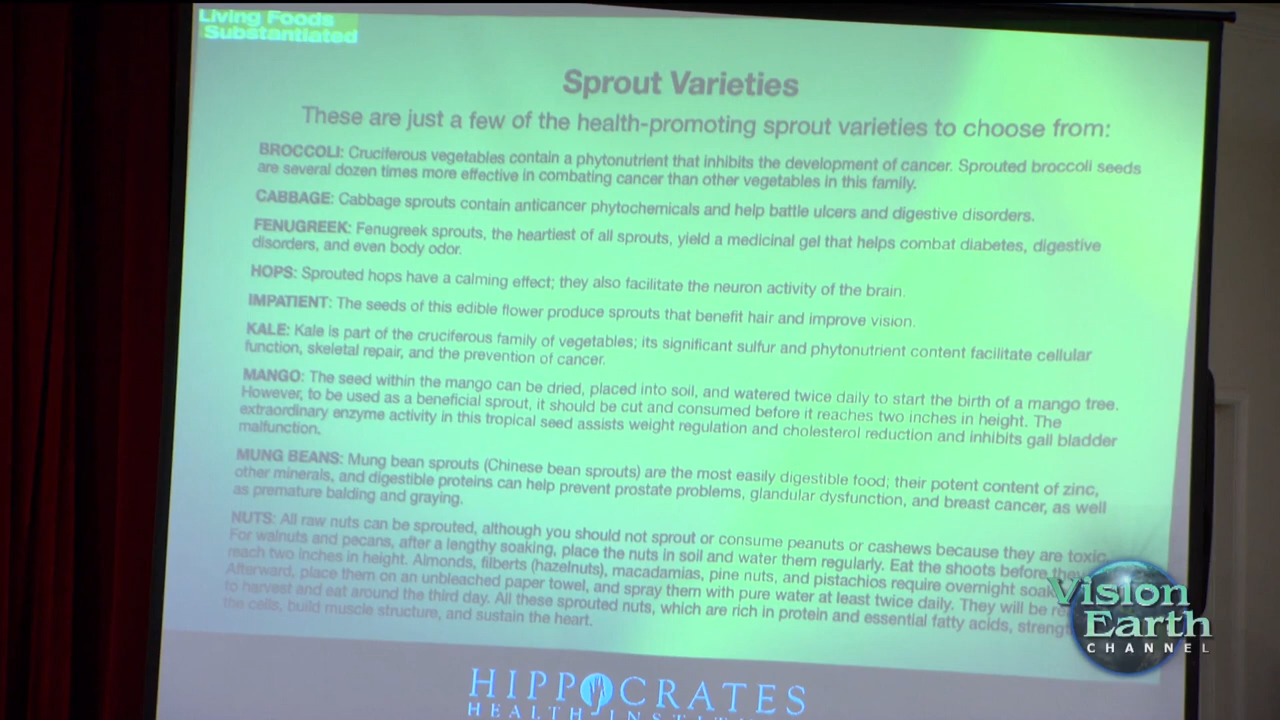 Living Foods
Substantiated
Sprout Varieties
These are just a few of the health-promoting sprout varieties to choose from:
BROCCOLI: Cruciferous vegetables contain a phytonutrient that inhibits the development of cancer. Sprouted broccoli seeds
are several dozen times more effective in combating cancer than other vegetables in this family.
CABBAGE: Cabbage sprouts contain anticancer phytochemicals and help battle ulcers and digestive disorders.
FENUGREEK: Fenugreek sprouts, the heartiest of all sprouts, yield a medicinal gel that helps combat diabetes, digestive
disorders, and even body odor.
HOPS: Sprouted hops have a calming effect; they also facilitate the neuron activity of the brain.
IMPATIENT: The seeds of this edible flower produce sprouts that benefit hair and improve vision.
KALE: Kale is part of the cruciferous family of vegetables; its significant sulfur and phytonutrient content facilitate cellular
function, skeletal repair, and the prevention of cancer.
MANGO: The seed within the mango can be dried, placed into soil, and watered twice daily to start the birth of a mango tree.
However, to be used as a beneficial sprout, it should be cut and consumed before it reaches two inches in height. The
extraordinary enzyme activity in this tropical seed assists weight regulation and cholesterol reduction and inhibits gall bladder
malfunction.
MUNG BEANS: Mung bean sprouts (Chinese bean sprouts) are the most easily digestible food; their potent content of zinc,
other minerals, and digestible proteins can help prevent prostate problems, glandular dysfunction, and breast cancer, as well
as premature balding and graying.
NUTS: All raw nuts can be sprouted, although you should not sprout or consume peanuts or cashews because they are toxic.
For walnuts and pecans, after a lengthy soaking, place the nuts in soil and water them regularly. Eat the shoots before they
reach two inches in height. Almonds, filberts (hazelnuts), macadamias, pine nuts, and pistachios require overnight
Afterward, place them on an unbleached paper towel, and spray them with pure water at least twice daily. They will be
to harvest and eat around the third day. All these sprouted nuts, which are rich in protein and essential fatty acids,
the cells, build muscle structure, and sustain the heart.
Vision
Earth
CHANNEL
HIPPOCRATES
HEALTH